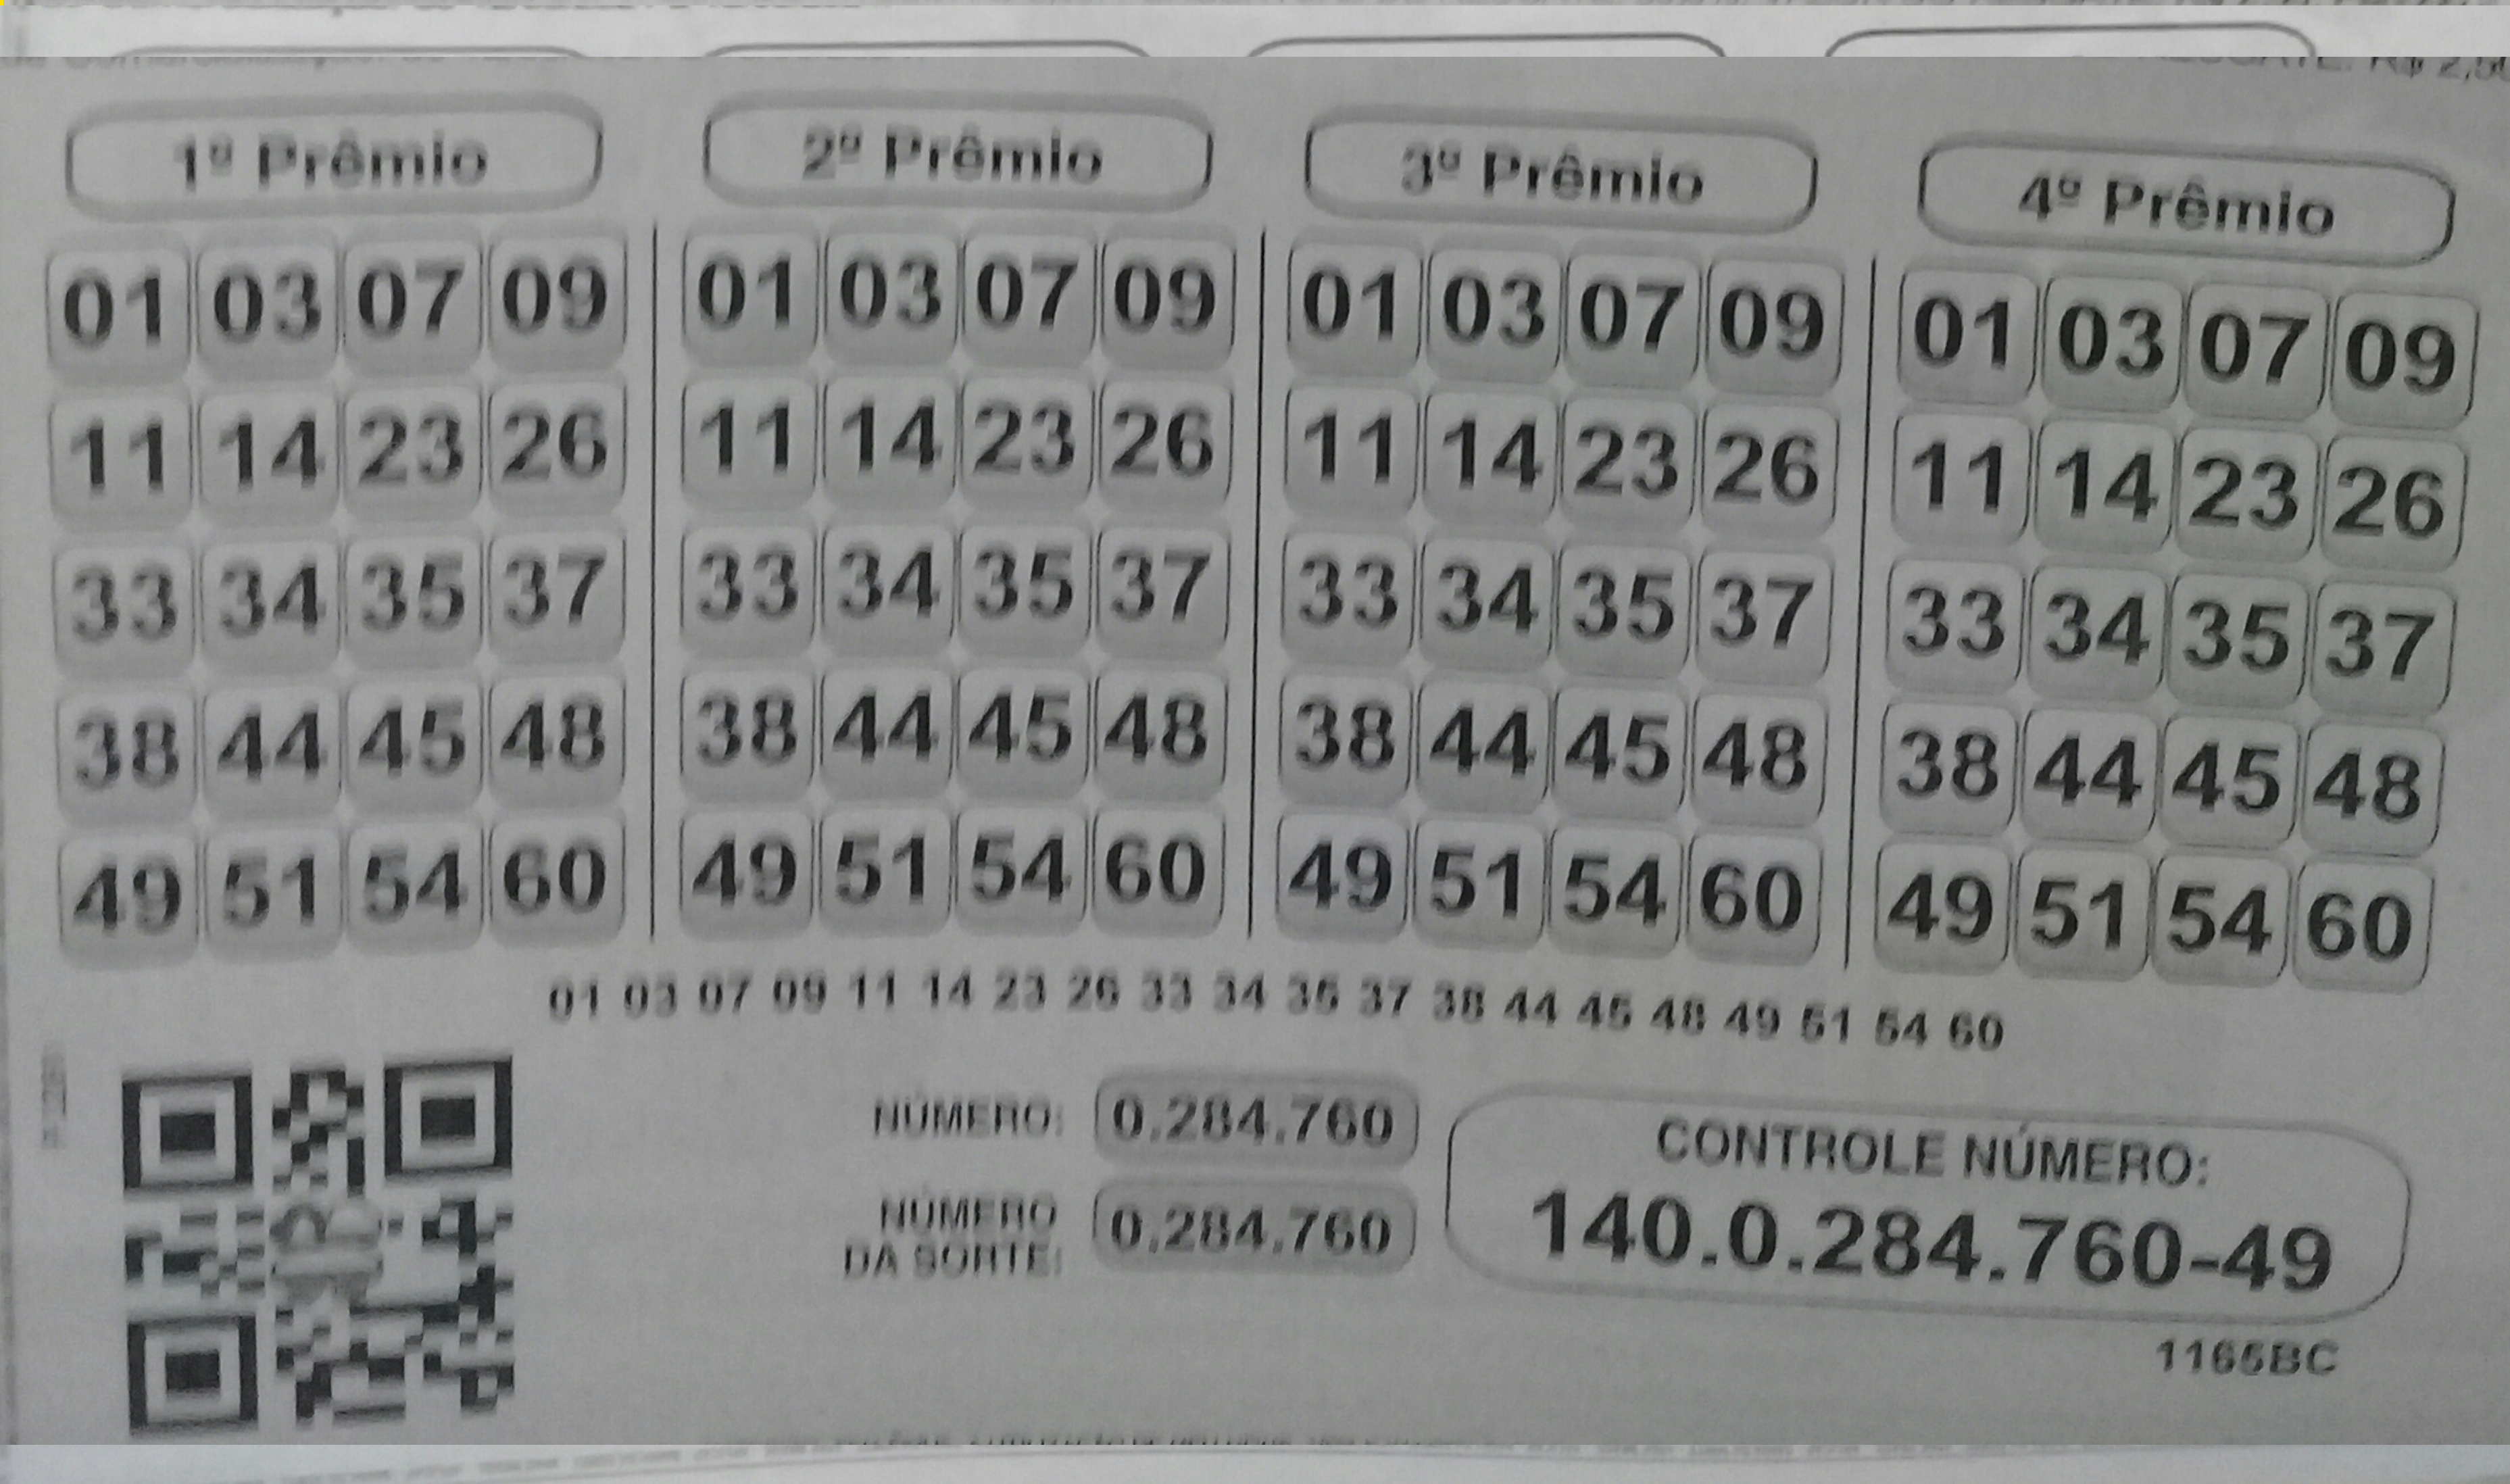 R$ 2,50
1º Prêmio 2º Prêmio 3º Prêmio 4º Prêmio
01 03 07 09 01 03 07 09 01 03 07 09 01 03 07 09
11 14 23 26 11 14 23 26 11 14 23 26 11 14 23 26
33 34 35 37 33 34 35 37 33 34 35 37 33 34 35 37
38 44 45 48 38 44 45 48 38 44 45 48 38 44 45 48
49 51 54 60 49 51 54 60 49 51 54 60 49 51 54 60
01 03 07 09 11 14 23 26 33 34 35 37 38 44 45 48 49 51 54 60
NÚMERO: 0.284.760
NÚMERO
DA SORTE: 0.284.760
CONTROLE NÚMERO:
140.0.284.760-49
1165BC